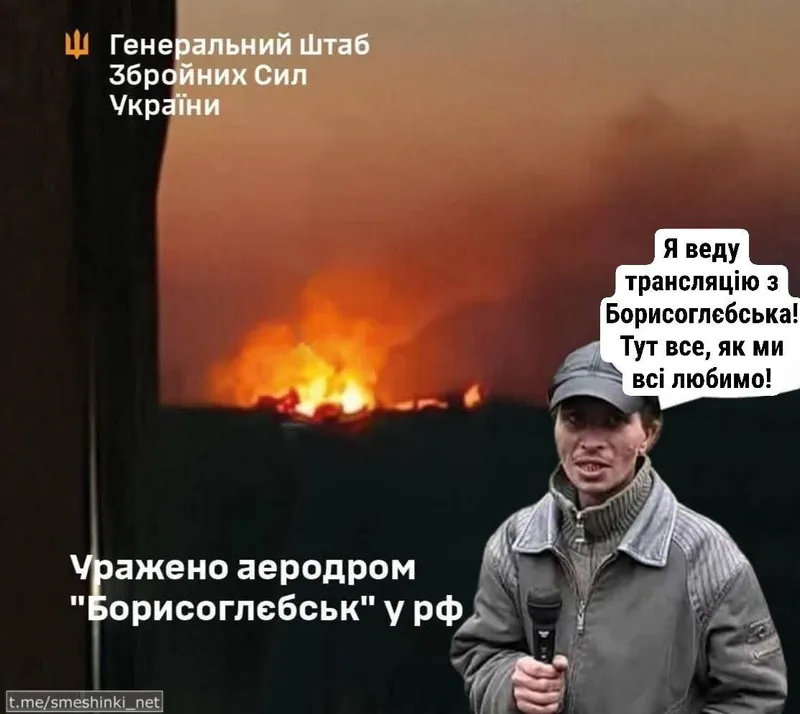 Генеральний Штаб
Збройних Сил
України
Я веду
трансляцію з
Борисоглєбська!
Тут все, як ми
всі любимо!
Уражено аеродром
"Борисоглєбськ" у рф
t.me/smeshinki_net